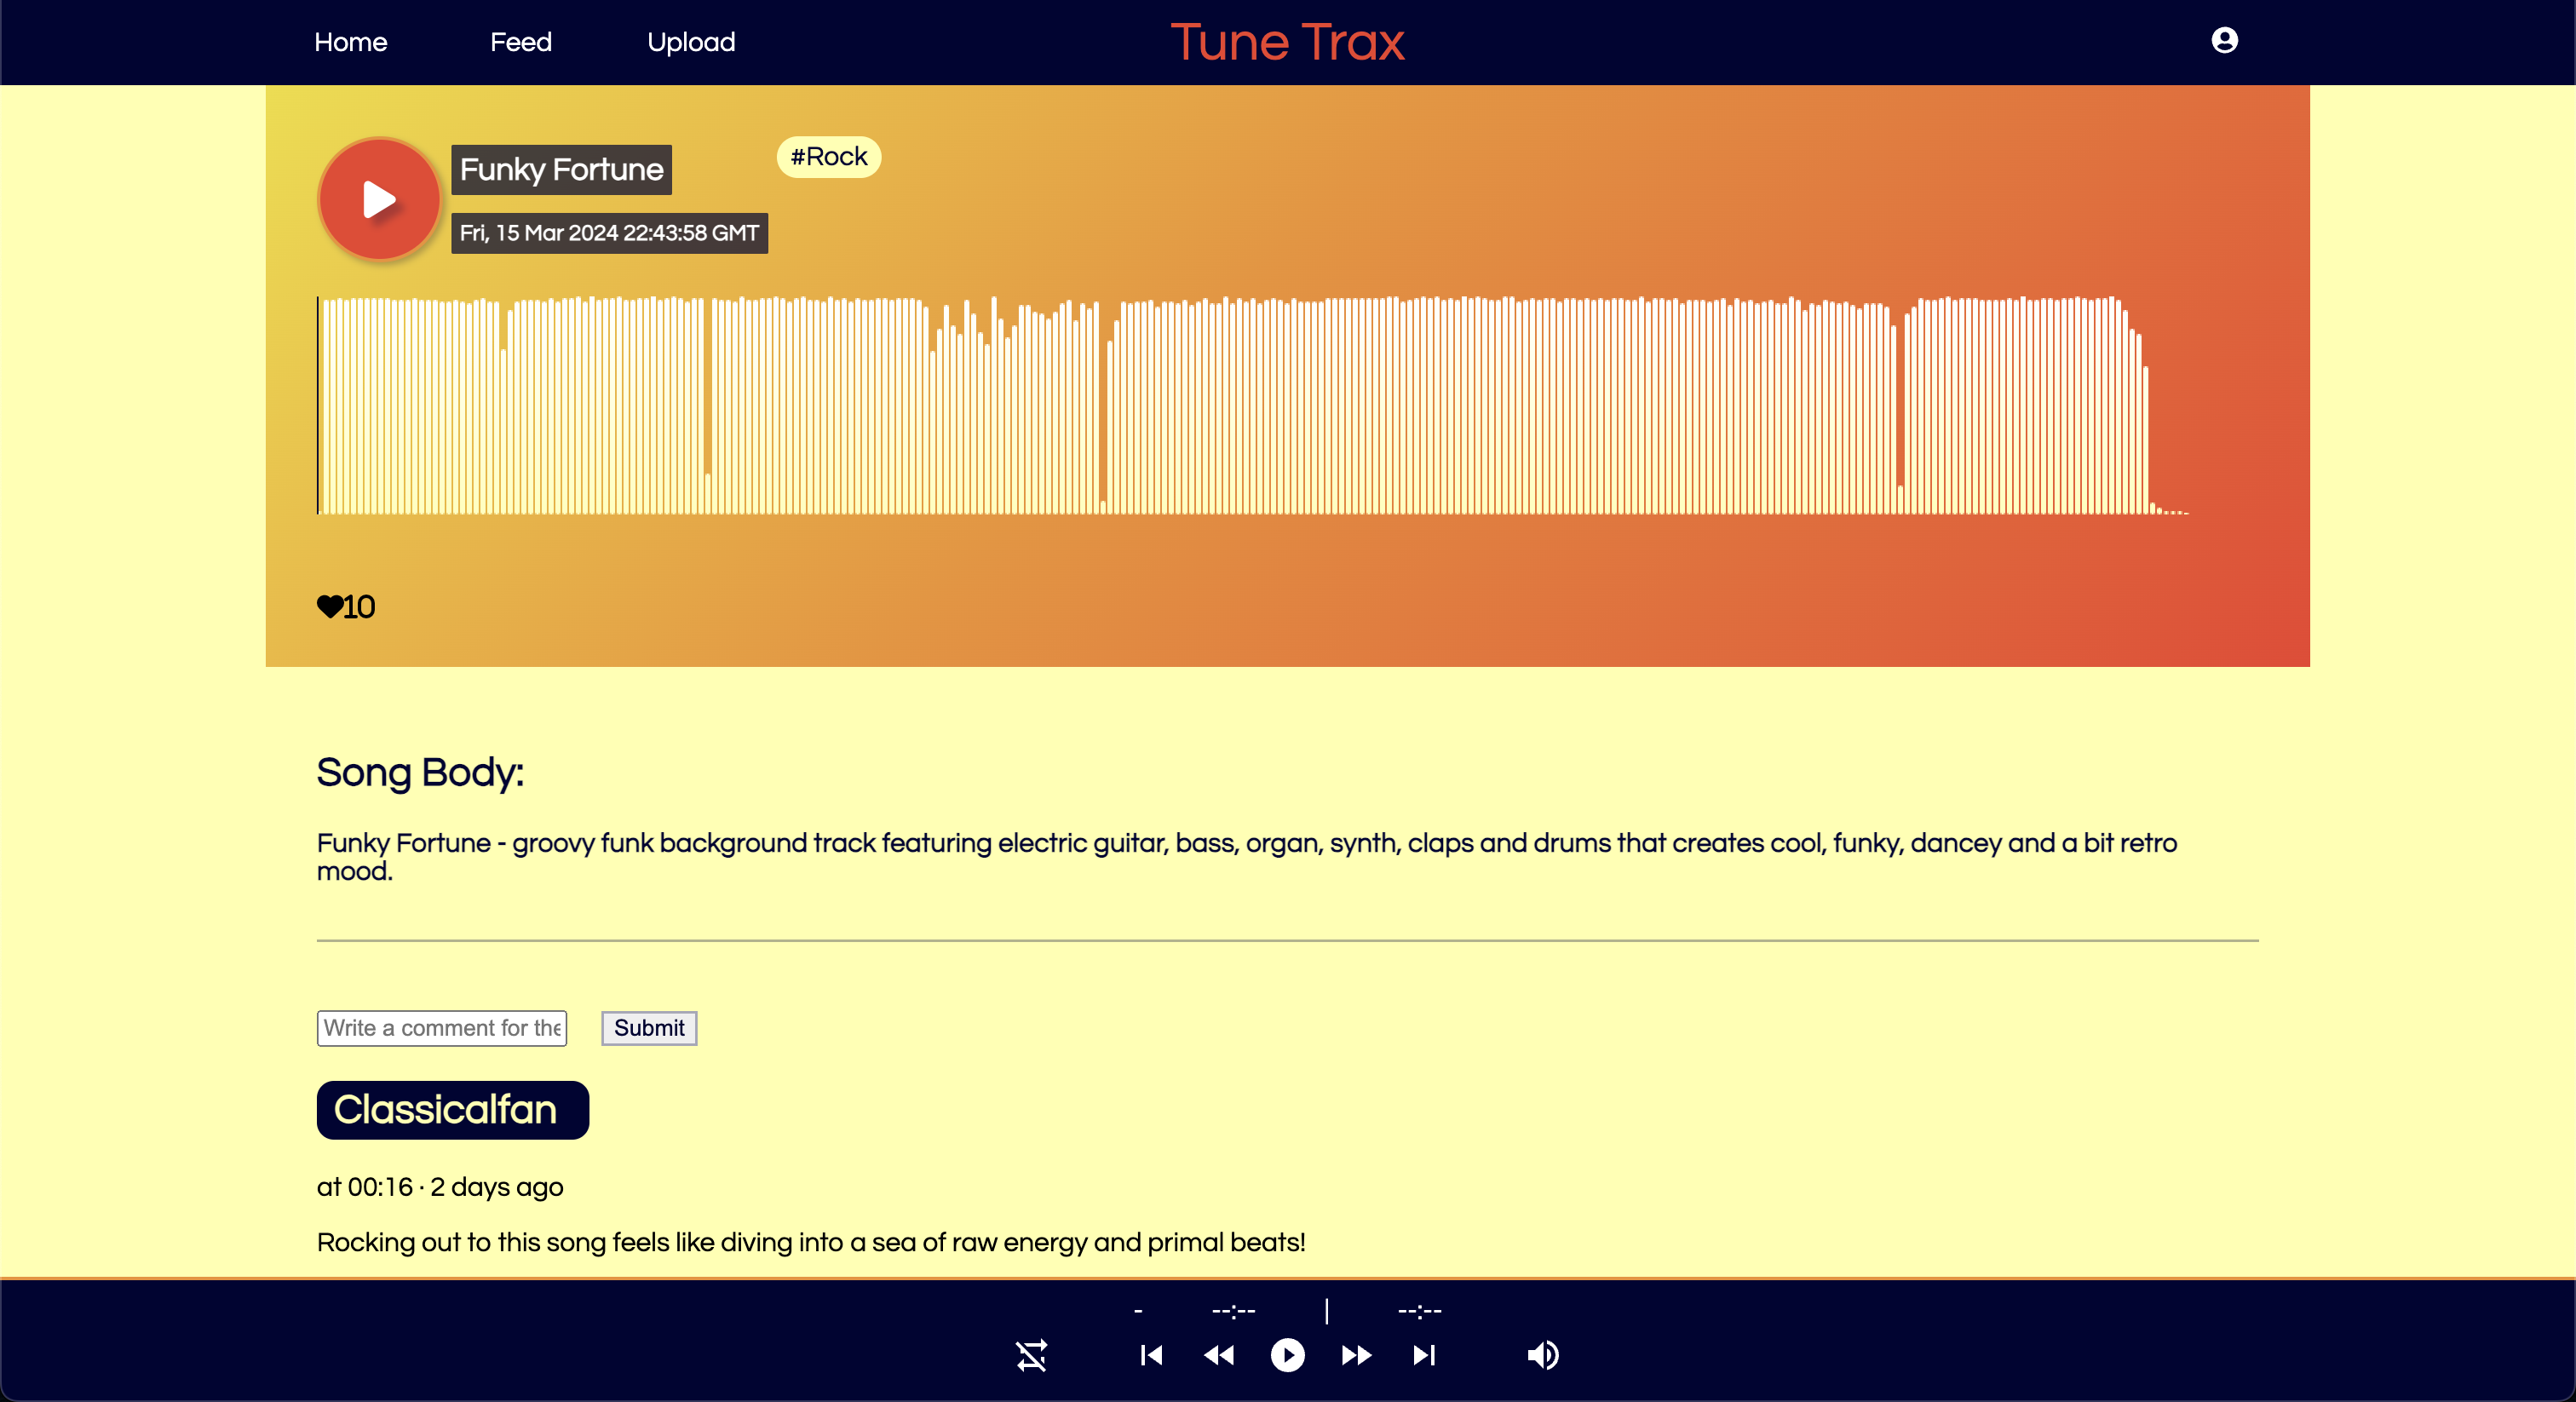 Home Feed Upload Tune Trax
Funky Fortune
#Rock
Fri, 15 Mar 2024 22:43:58 GMT
10
Song Body:
Funky Fortune - groovy funk background track featuring electric guitar, bass, organ, synth, claps and drums that creates cool, funky, dancey and a bit retro
mood.
Write a comment for the
Submit
Classicalfan
at 00:16 · 2 days ago
Rocking out to this song feels like diving into a sea of raw energy and primal beats!
- --:-- | --:--